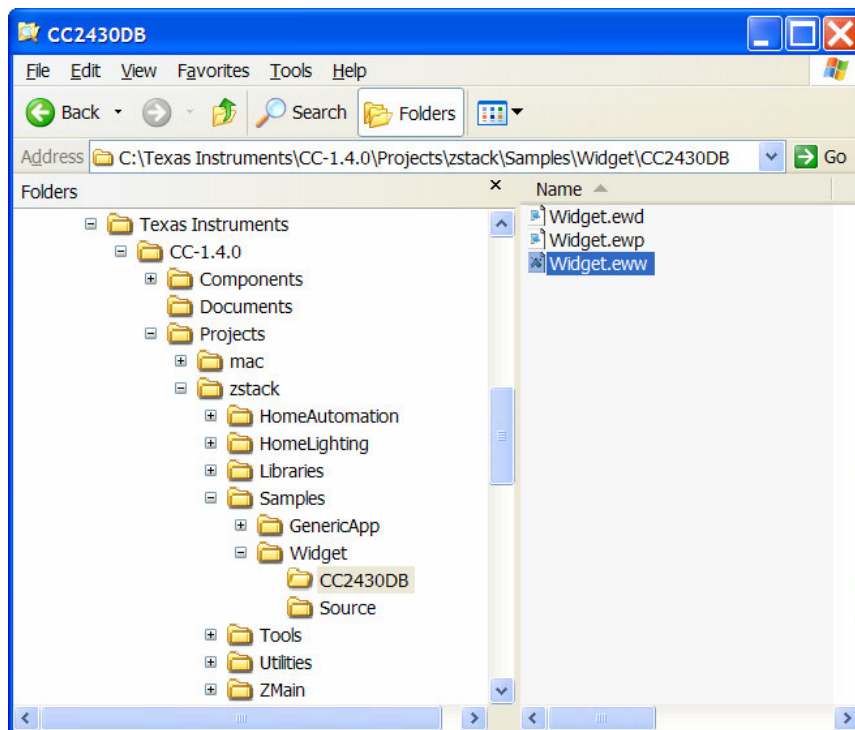 CC2430DB
File Edit View Favorites Tools Help
Back Search Folders
Address C:\Texas Instruments\CC-1.4.0\Projects\zstack\Samples\Widget\CC2430DB Go
Folders
Texas Instruments
CC-1.4.0
Components
Documents
Projects
mac
zstack
HomeAutomation
HomeLighting
Libraries
Samples
GenericApp
Widget
CC2430DB
Source
Tools
Utilities
ZMain
Name
Widget.ewd
Widget.ewp
Widget.eww